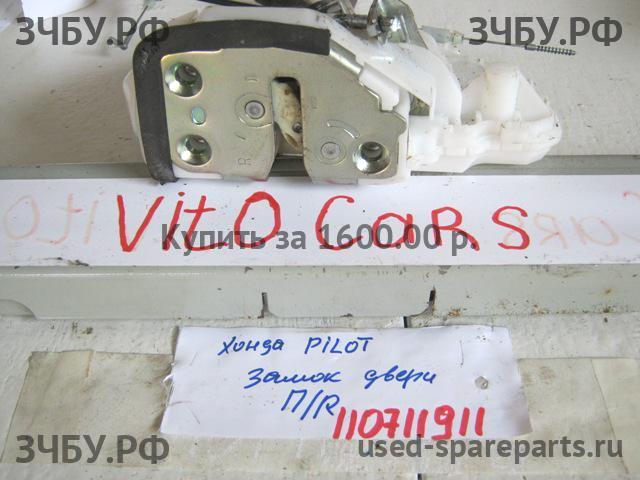 ЗЧБУ.РФ ЗЧБУ.РФ
R
Vito Cars
Купить за 1600.00 р.
Хонда PILOT
Замок двери
П/R
110711911
ЗЧБУ.РФ
used-spareparts.ru